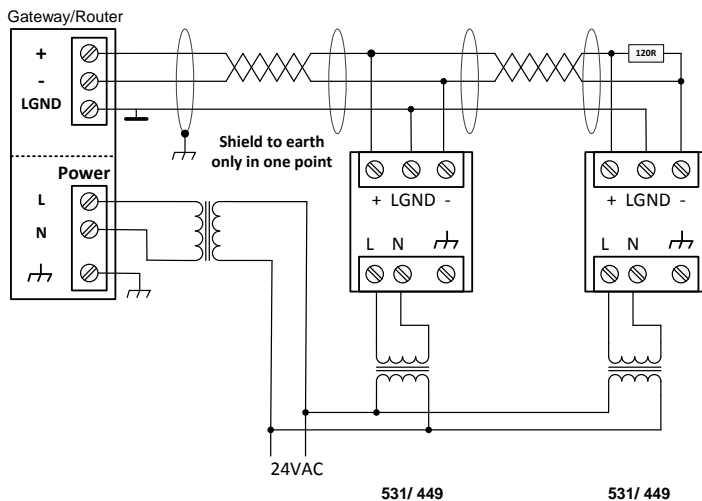 Gateway/Router
+
-
LGND
120R
Shield to earth
only in one point
Power
L
N
+ LGND -
L N
+ LGND -
L N
24VAC
531/ 449
531/ 449